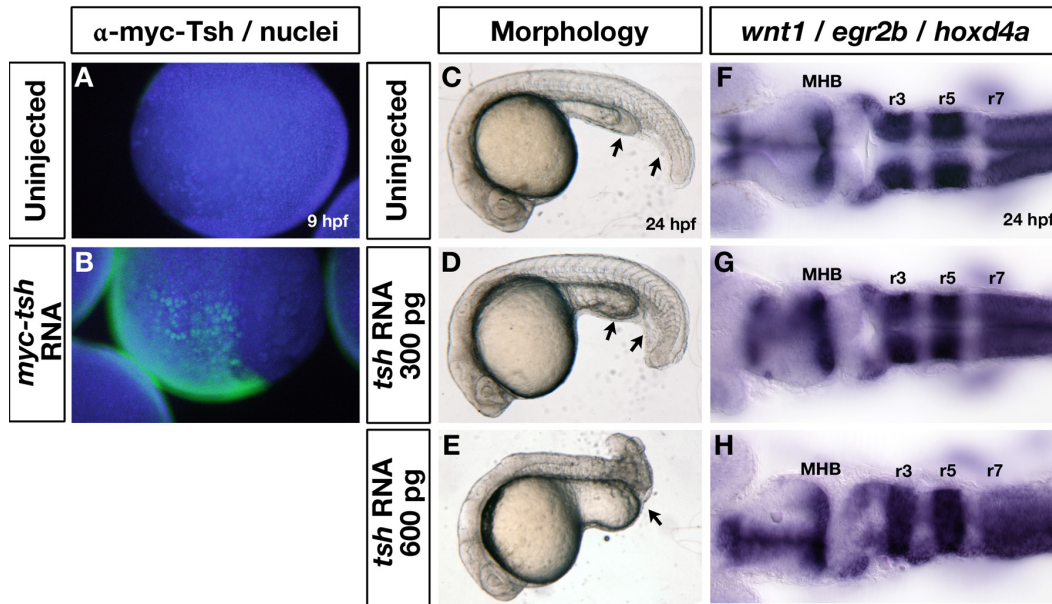 α-myc-Tsh / nuclei
Morphology
wnt1 / egr2b / hoxd4a
Uninjected
A
9 hpf
Uninjected
C
24 hpf
F
MHB
r3
r5
r7
24 hpf
myc-tsh
RNA
B
tsh RNA
300 pg
D
G
MHB
r3
r5
r7
tsh RNA
600 pg
E
H
MHB
r3
r5
r7